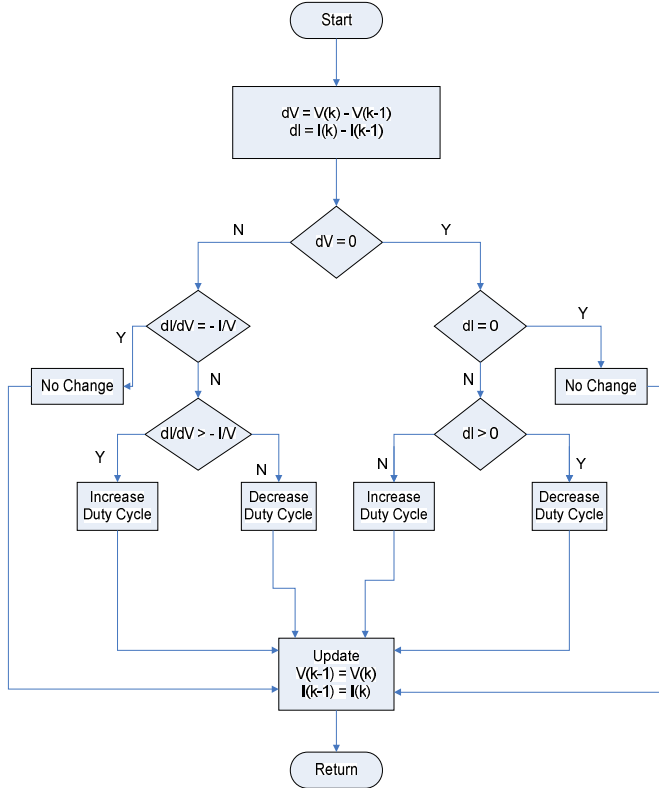 Start
dV = V(k) - V(k-1)
dI = I(k) - I(k-1)
N
dV = 0
Y
dI/dV = - I/V
dI = 0
Y
Y
No Change
N
N
No Change
dI/dV > - I/V
dI > 0
Y
N
N
Y
Increase
Duty Cycle
Decrease
Duty Cycle
Increase
Duty Cycle
Decrease
Duty Cycle
Update
V(k-1) = V(k)
I(k-1) = I(k)
Return